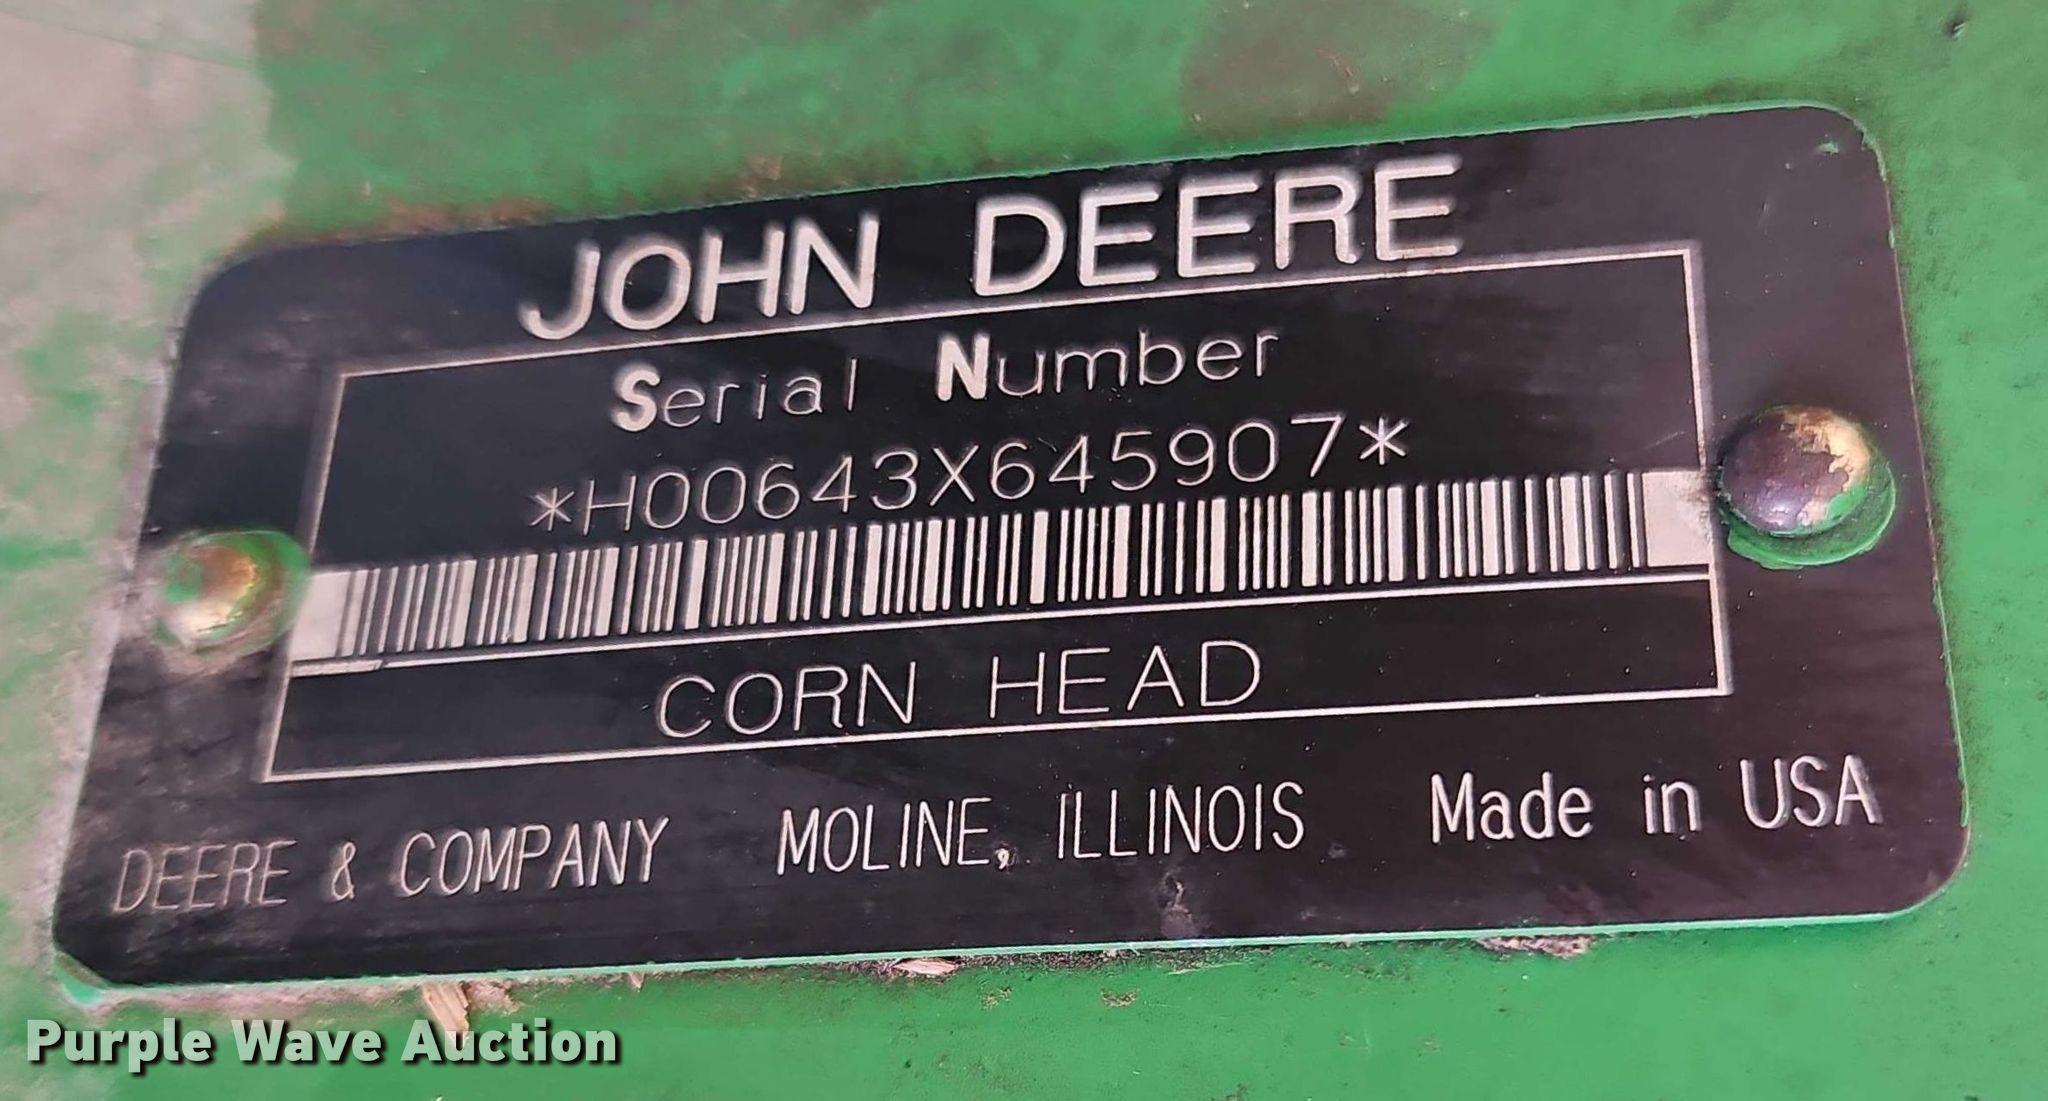 JOHN DEERE
Serial Number
*H00643X645907*
CORN HEAD
DEERE & COMPANY MOLINE, ILLINOIS Made in USA
Purple Wave Auction